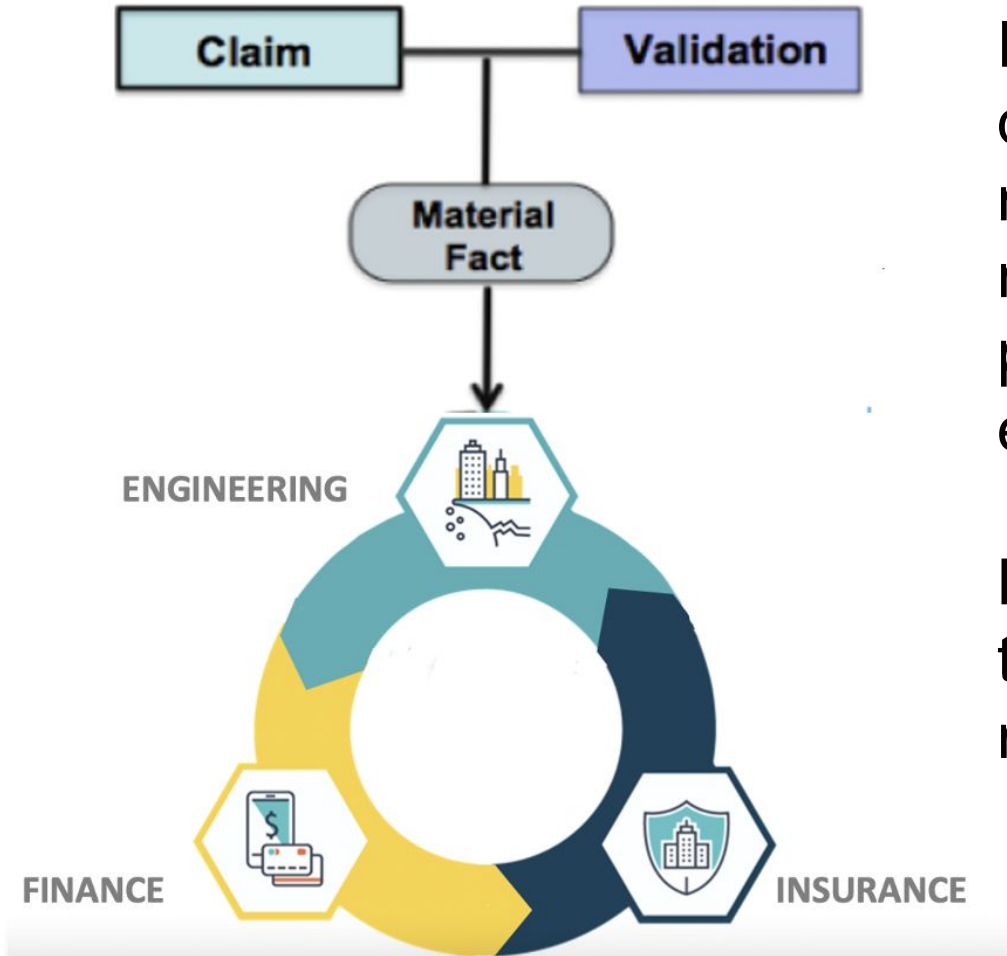 Claim
Validation
Material
Fact
ENGINEERING
$
FINANCE
INSURANCE